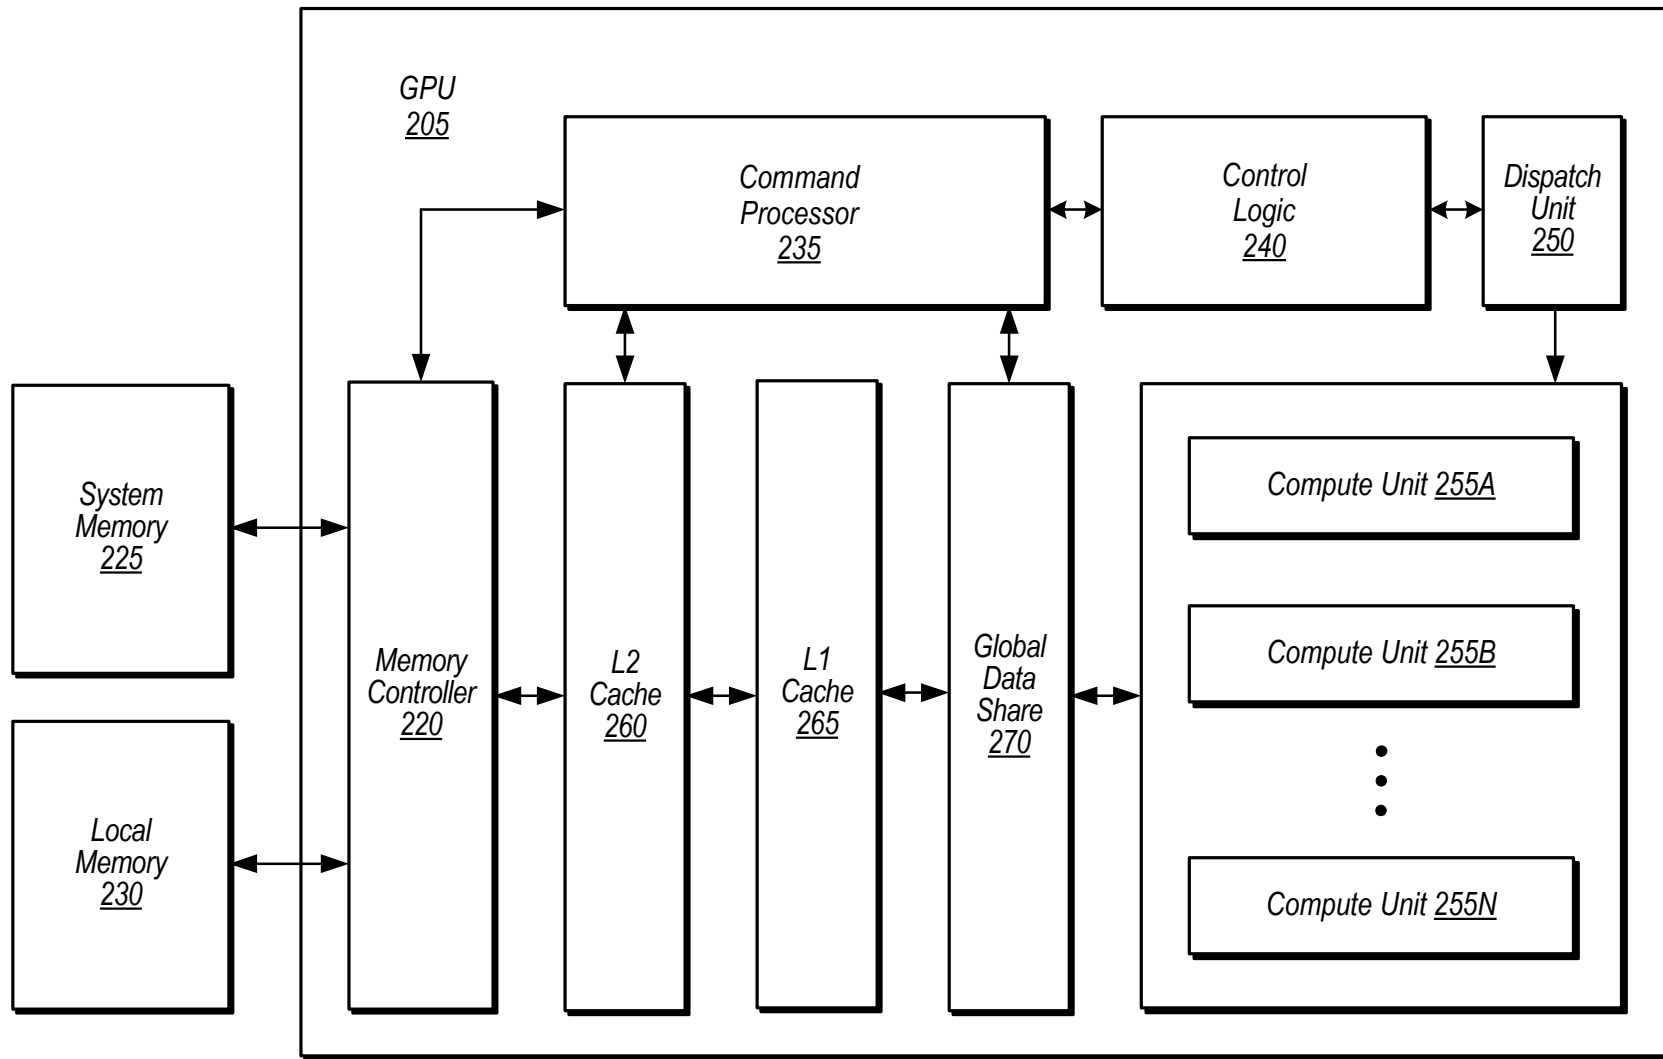 GPU
205
Command
Processor
235
Control
Logic
240
Dispatch
Unit
250
System
Memory
225
Local
Memory
230
Memory
Controller
220
L2
Cache
260
L1
Cache
265
Global
Data
Share
270
Compute Unit 255A
Compute Unit 255B
Compute Unit 255N